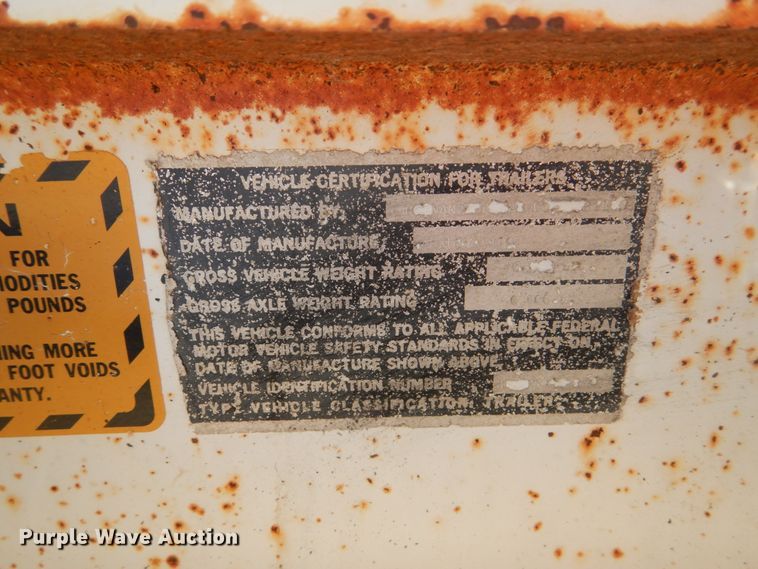 N
FOR
MODITIES
POUNDS
ING MORE
FOOT VOIDS
ANTY.
VEHICLE CERTIFICATION FOR TRAILERS
MANUFACTURED BY:
DATE OF MANUFACTURE
GROSS VEHICLE WEIGHT RATING
GROSS AXLE WEIGHT RATING
THIS VEHICLE CONFORMS TO ALL APPLICABLE FEDERAL
MOTOR VEHICLE SAFETY STANDARDS IN EFFECT ON
DATE OF MANUFACTURE SHOWN ABOVE
VEHICLE IDENTIFICATION NUMBER
TYPE VEHICLE CLASSIFICATION: TRAILER
Purple Wave Auction